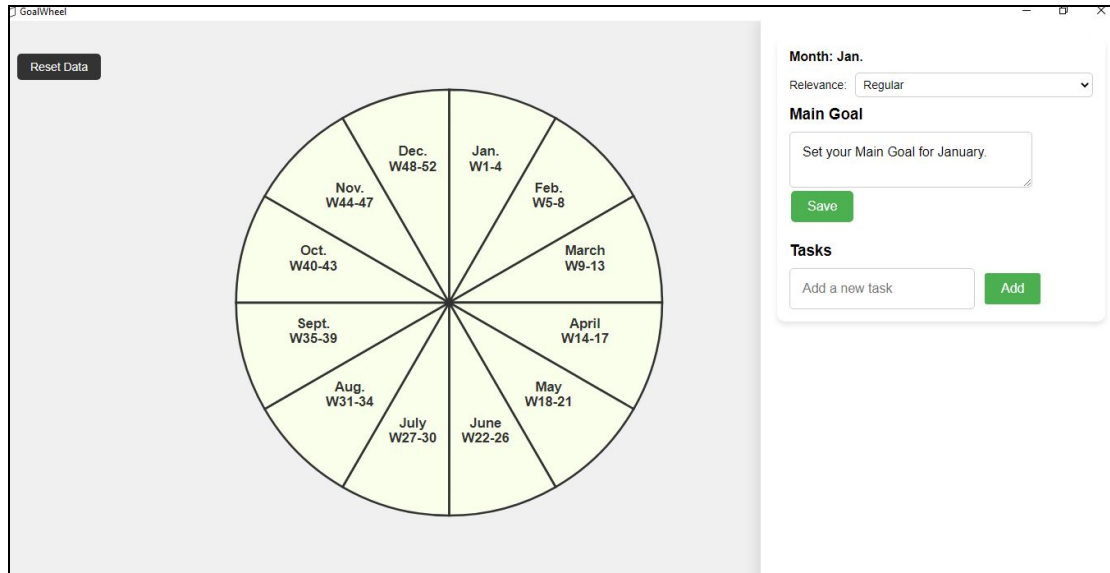 GoalWheel
Reset Data
Dec.
W48-52
Jan.
W1-4
Nov.
W44-47
Feb.
W5-8
Oct.
W40-43
March
W9-13
Sept.
W35-39
April
W14-17
Aug.
W31-34
May
W18-21
July
W27-30
June
W22-26
Month: Jan.
Relevance: Regular
Main Goal
Set your Main Goal for January.
Save
Tasks
Add a new task
Add